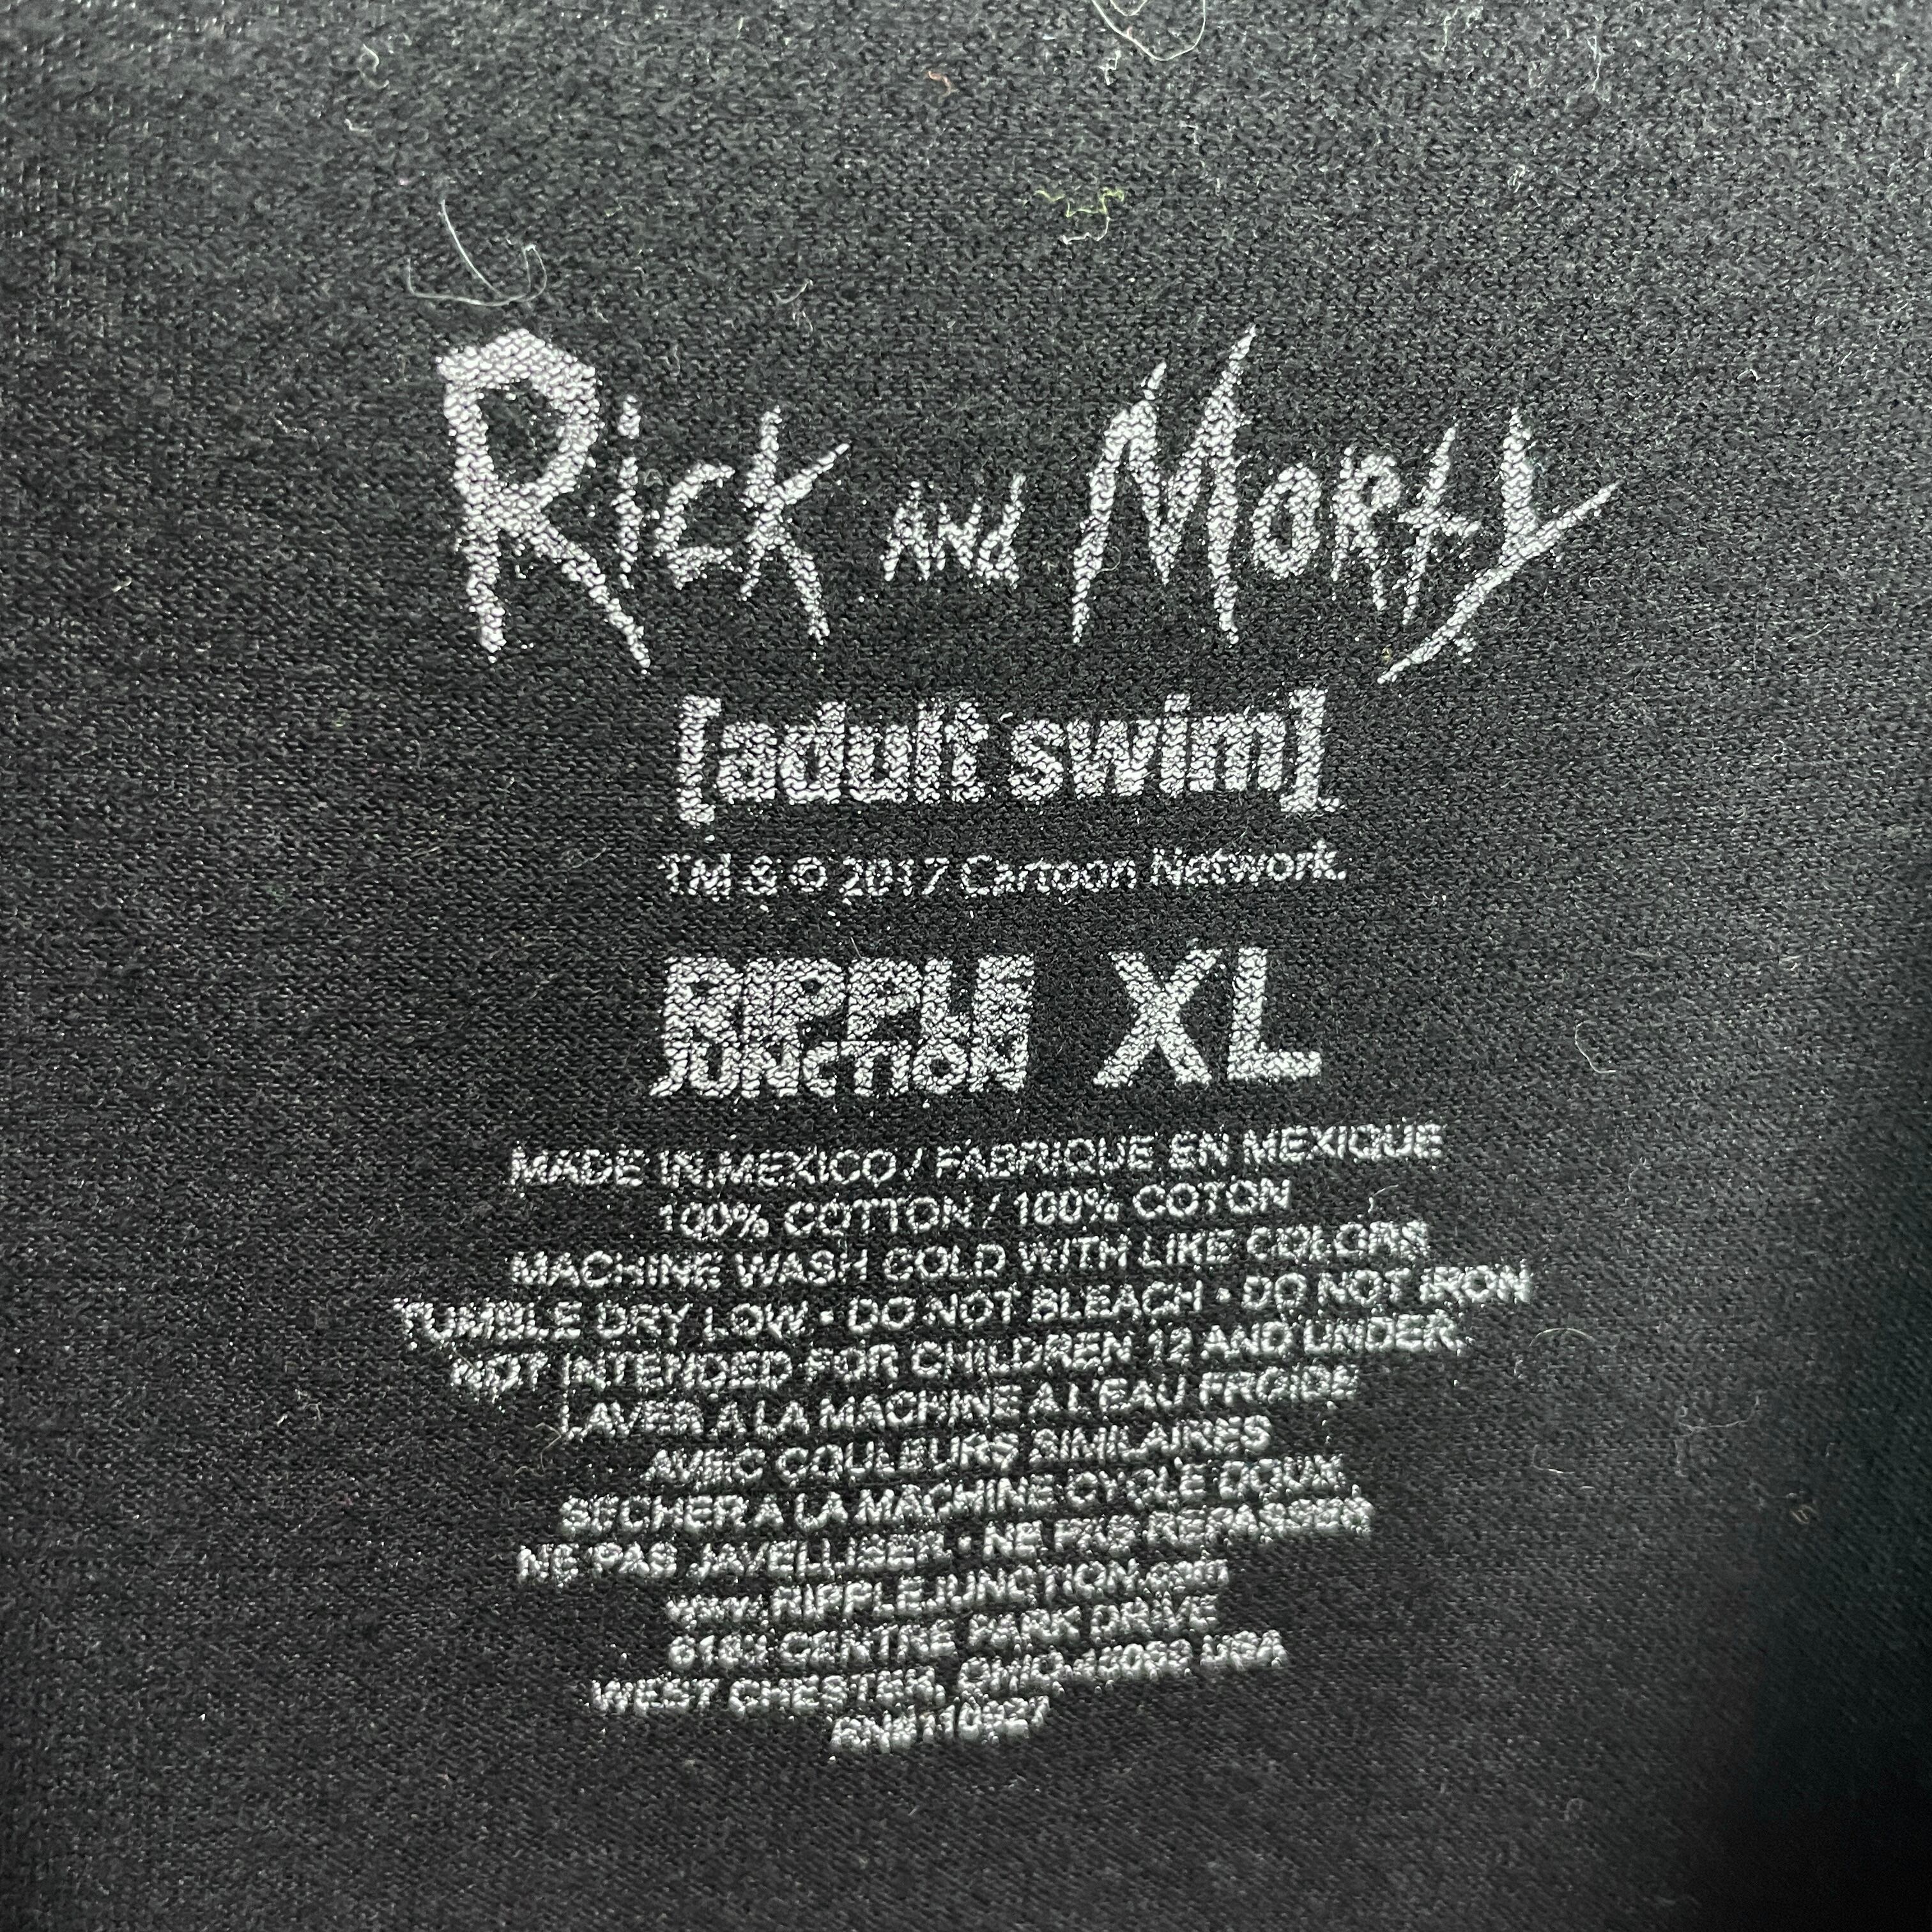 Rick and Morty
[adult swim]
TM & © 2017 Cartoon Network.
RIPPLE XL
JUNCTION
MADE IN MEXICO / FABRIQUE EN MEXIQUE
100% COTTON / 100% COTON
MACHINE WASH COLD WITH LIKE COLORS
TUMBLE DRY LOW • DO NOT BLEACH • DO NOT IRON
NOT INTENDED FOR CHILDREN 12 AND UNDER.
LAVER A LA MACHINE A L'EAU FROIDE
AVEC COULEURS SIMILAIRES
SECHER A LA MACHINE CYCLE DOUX
NE PAS JAVELLISER • NE PAS REPASSER
www.RIPPLEJUNCTION.com
CENTRE PARK DRIVE
WEST CHESTER, OHIO USA